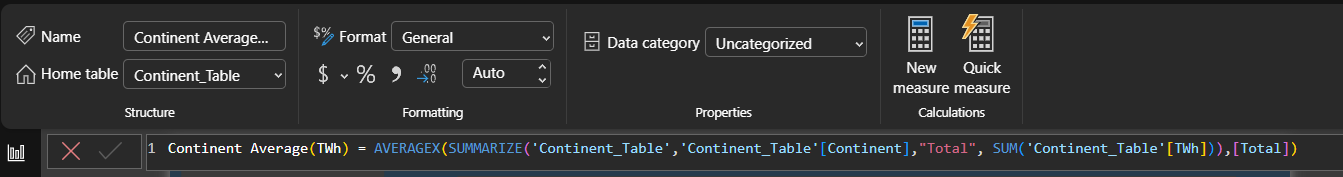 Name Continent Average...
Format General
Data category Uncategorized
New measure
Quick measure
Home table Continent_Table
$ % , .00 .0 Auto
Structure
Formatting
Properties
Calculations
1 Continent Average(TWh) = AVERAGEX(SUMMARIZE('Continent_Table','Continent_Table'[Continent],"Total", SUM('Continent_Table'[TWh])),[Total])